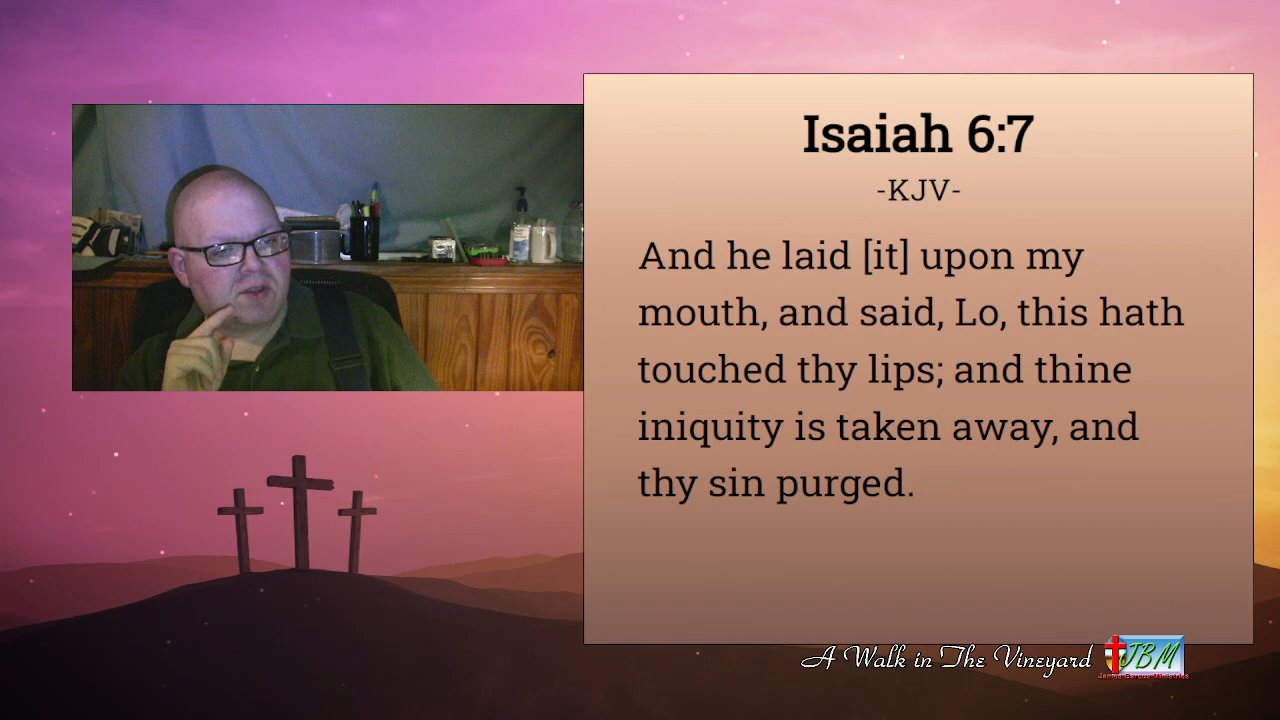 Isaiah 6:7
-KJV-
And he laid [it] upon my
mouth, and said, Lo, this hath
touched thy lips; and thine
iniquity is taken away, and
thy sin purged.
A Walk in The Vineyard
JBM